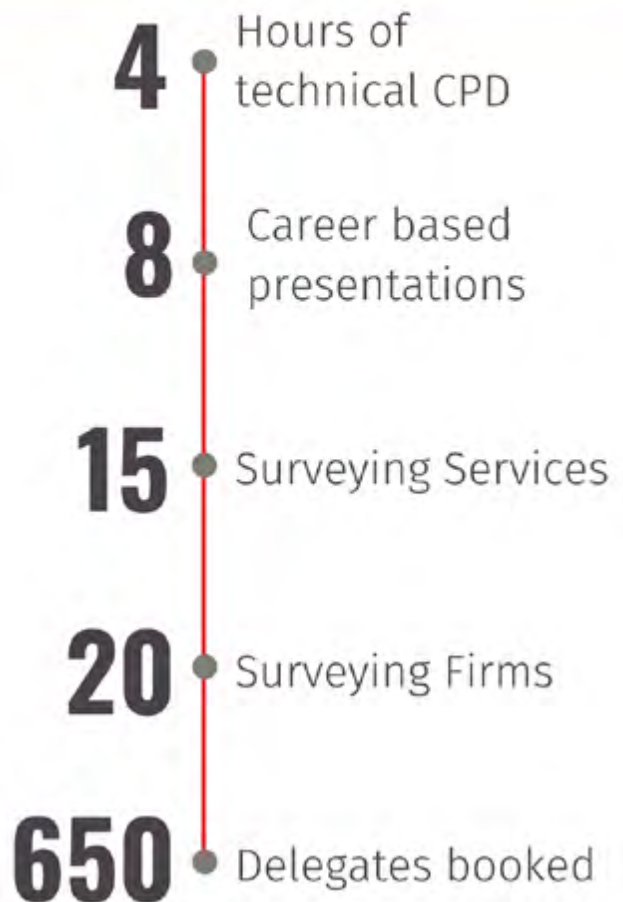 4 Hours of
technical CPD
8 Career based
presentations
15 Surveying Services
20 Surveying Firms
650 Delegates booked